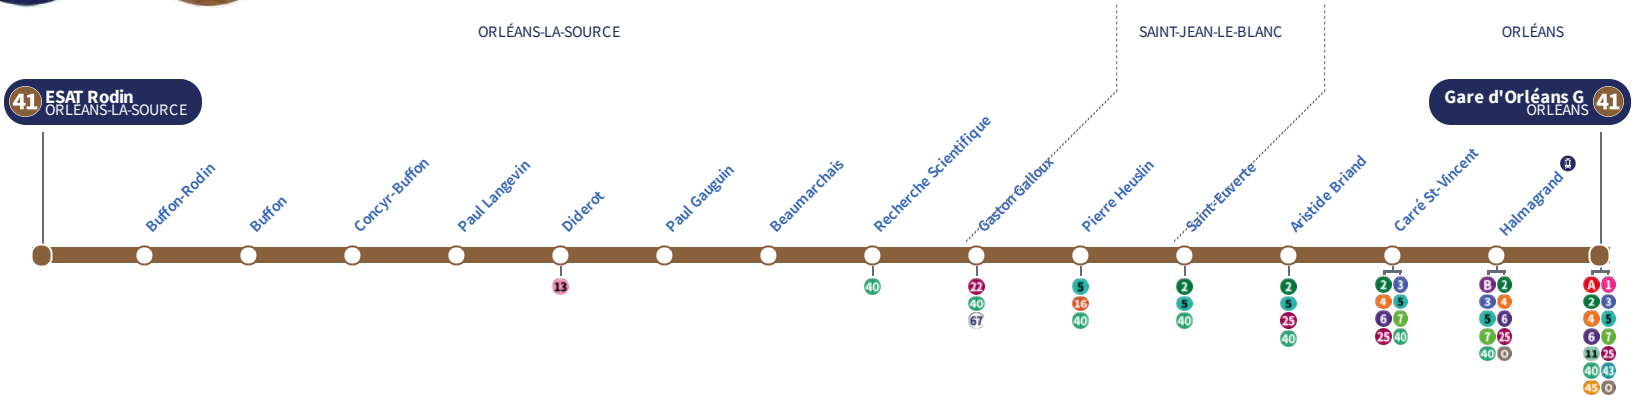 ORLÉANS-LA-SOURCE
SAINT-JEAN-LE-BLANC
ORLÉANS
41 ESAT Rodin
ORLÉANS-LA-SOURCE
Gare d'Orléans G 41
ORLÉANS
Buffon-Rodin
Buffon
Concyr-Buffon
Paul Langevin
Diderot
Paul Gauguin
Beaumarchais
Recherche Scientifique
Gaston Galloux
Pierre Heuslin
Saint-Euverte
Aristide Briand
Carré St-Vincent
Halmagrand
13
40
22
40
67
5
16
40
2
5
40
2
5
25
40
2 3
4 5
6 7
25 40
B 2
3 4
5 6
7 25
40 O
A 1
2 3
4 5
6 7
11 25
40 43
45 O